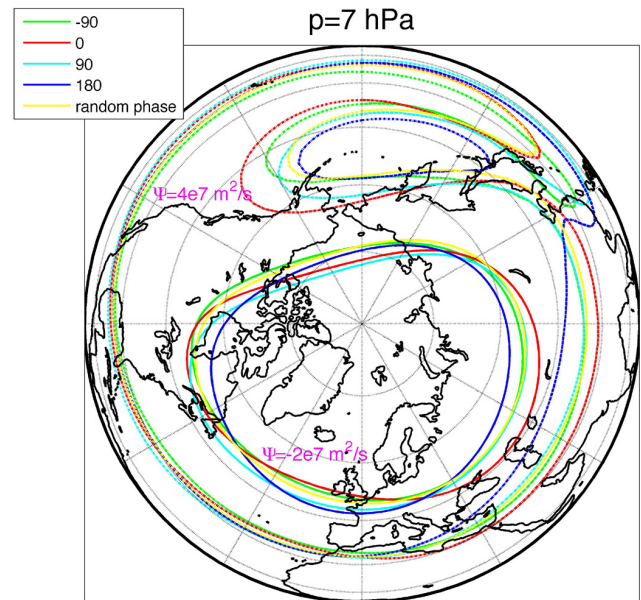 p=7 hPa
-90
0
90
180
random phase
Ψ=4e7 m²/s
Ψ=-2e7 m²/s